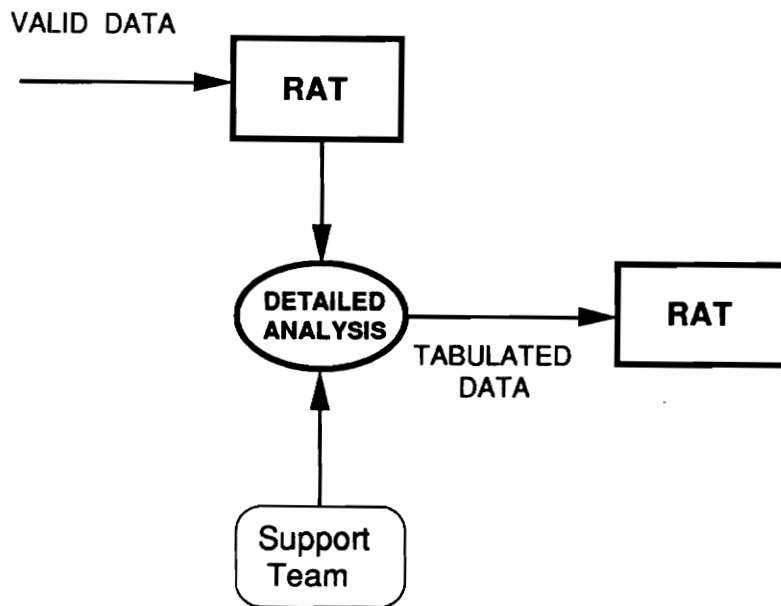 VALID DATA
RAT
DETAILED
ANALYSIS
RAT
TABULATED
DATA
Support
Team